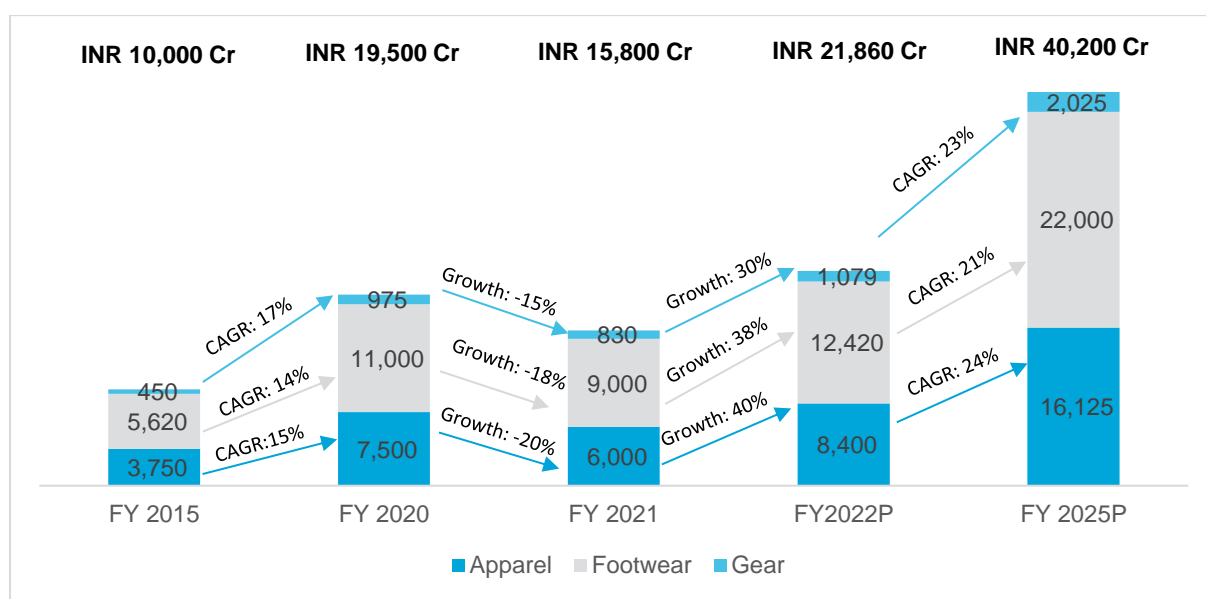 INR 10,000 Cr INR 19,500 Cr INR 15,800 Cr INR 21,860 Cr INR 40,200 Cr
2,025
CAGR: 23%
22,000
CAGR: 21%
1,079
Growth: 30%
12,420
Growth: 38%
CAGR: 24%
16,125
Growth: 40%
8,400
975
Growth: -15%
830
CAGR: 17%
11,000
Growth: -18%
9,000
450
CAGR: 14%
5,620
7,500
Growth: -20%
6,000
CAGR:15%
3,750
FY 2015 FY 2020 FY 2021 FY2022P FY 2025P
Apparel Footwear Gear